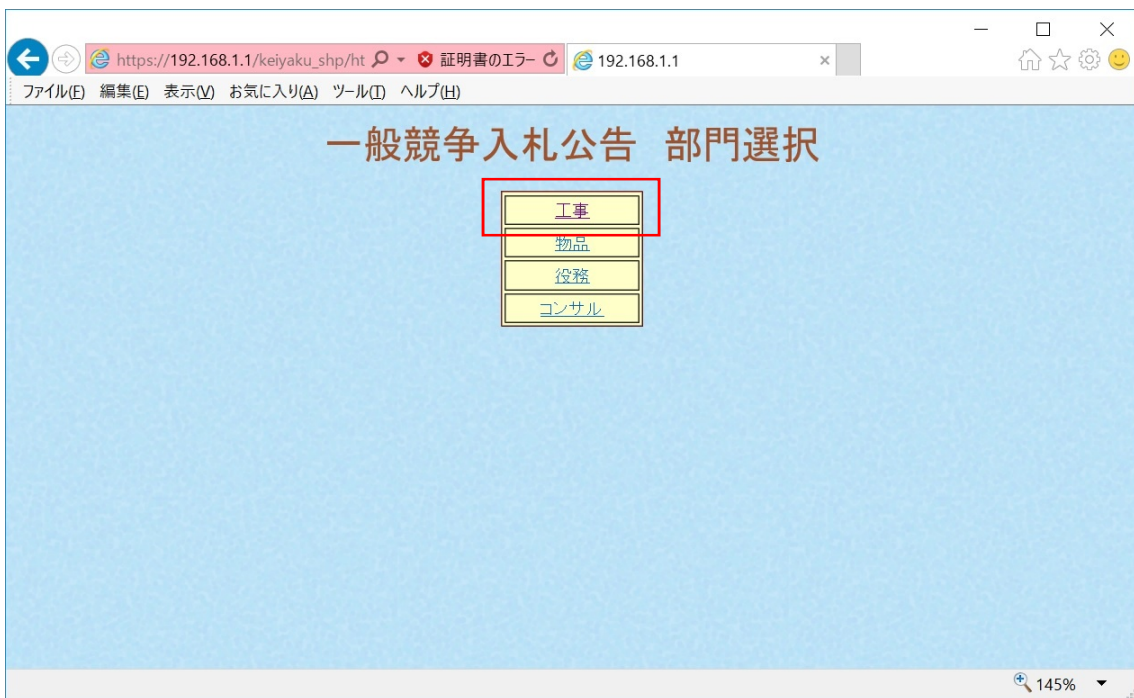 https://192.168.1.1/keiyaku_shp/ht 証明書のエラー 192.168.1.1
ファイル(F) 編集(E) 表示(V) お気に入り(A) ツール(T) ヘルプ(H)
一般競争入札公告 部門選択
工事
物品
役務
コンサル
145%